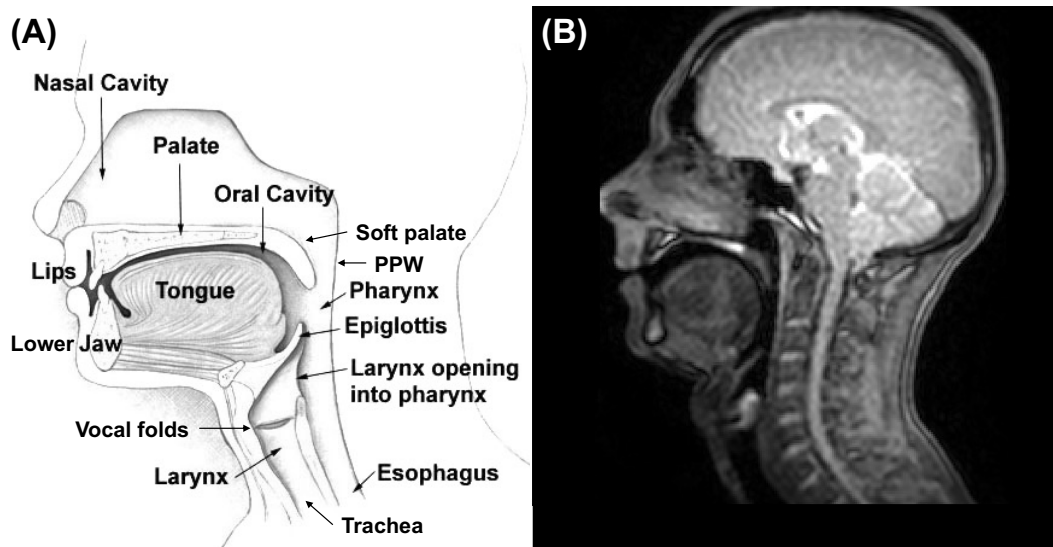 (A)
Nasal Cavity
Palate
Oral Cavity
Soft palate
PPW
Lips
Tongue
Pharynx
Epiglottis
Lower Jaw
Larynx opening
into pharynx
Vocal folds
Larynx
Esophagus
Trachea
(B)